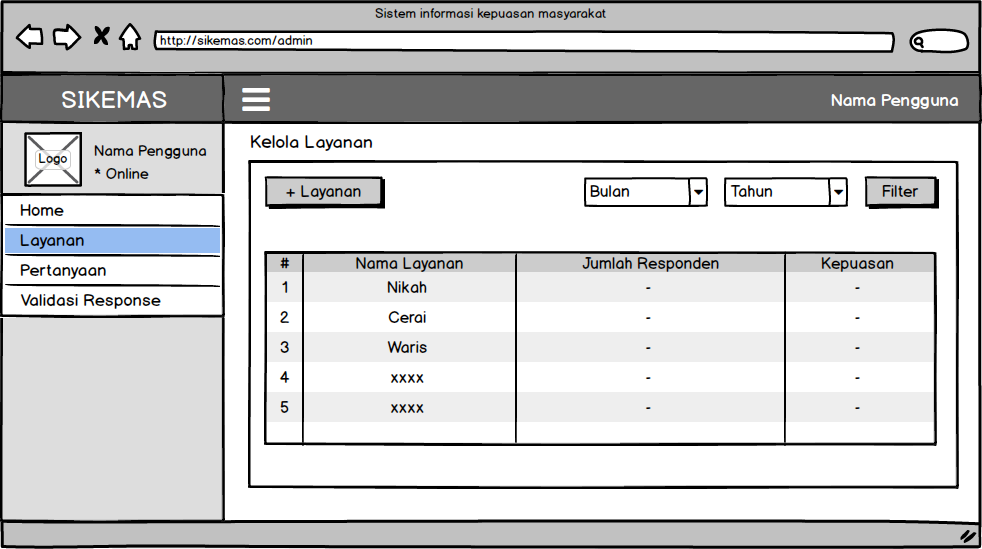 Sistem informasi kepuasan masyarakat
http://sikemas.com/admin
SIKEMAS
Nama Pengguna
Logo
Nama Pengguna
* Online
Home
Layanan
Pertanyaan
Validasi Response
Kelola Layanan
+ Layanan
Bulan
Tahun
Filter
# Nama Layanan Jumlah Responden Kepuasan
1 Nikah - -
2 Cerai - -
3 Waris - -
4 xxxx - -
5 xxxx - -